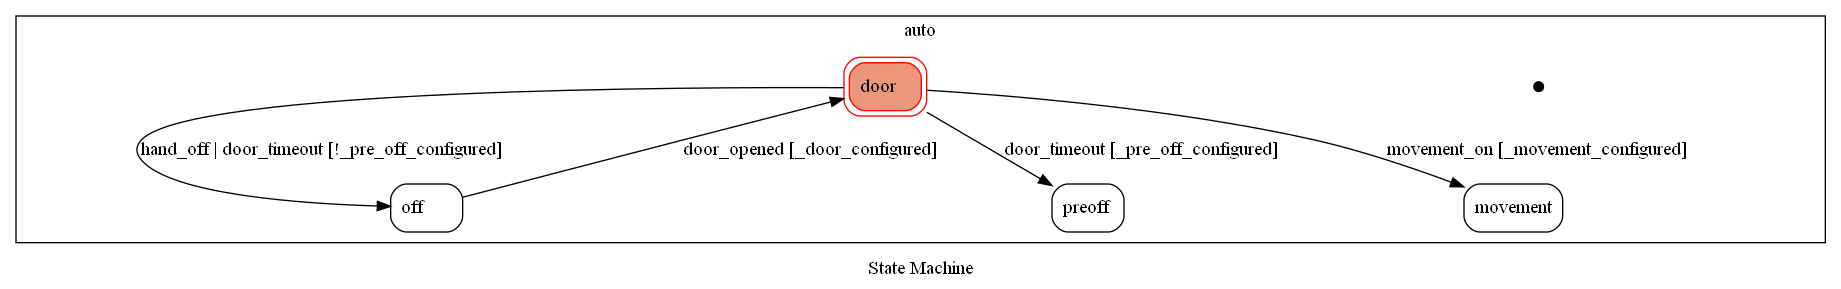 auto
door
hand_off | door_timeout [!_pre_off_configured]
door_opened [_door_configured]
door_timeout [_pre_off_configured]
movement_on [_movement_configured]
off
preoff
movement
State Machine